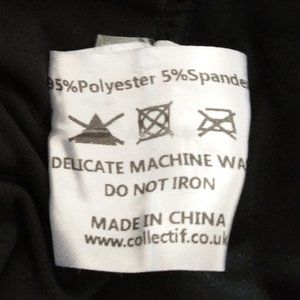 95%Polyester 5%Spande
DELICATE MACHINE WA
DO NOT IRON
MADE IN CHINA
www.collectif.co.uk